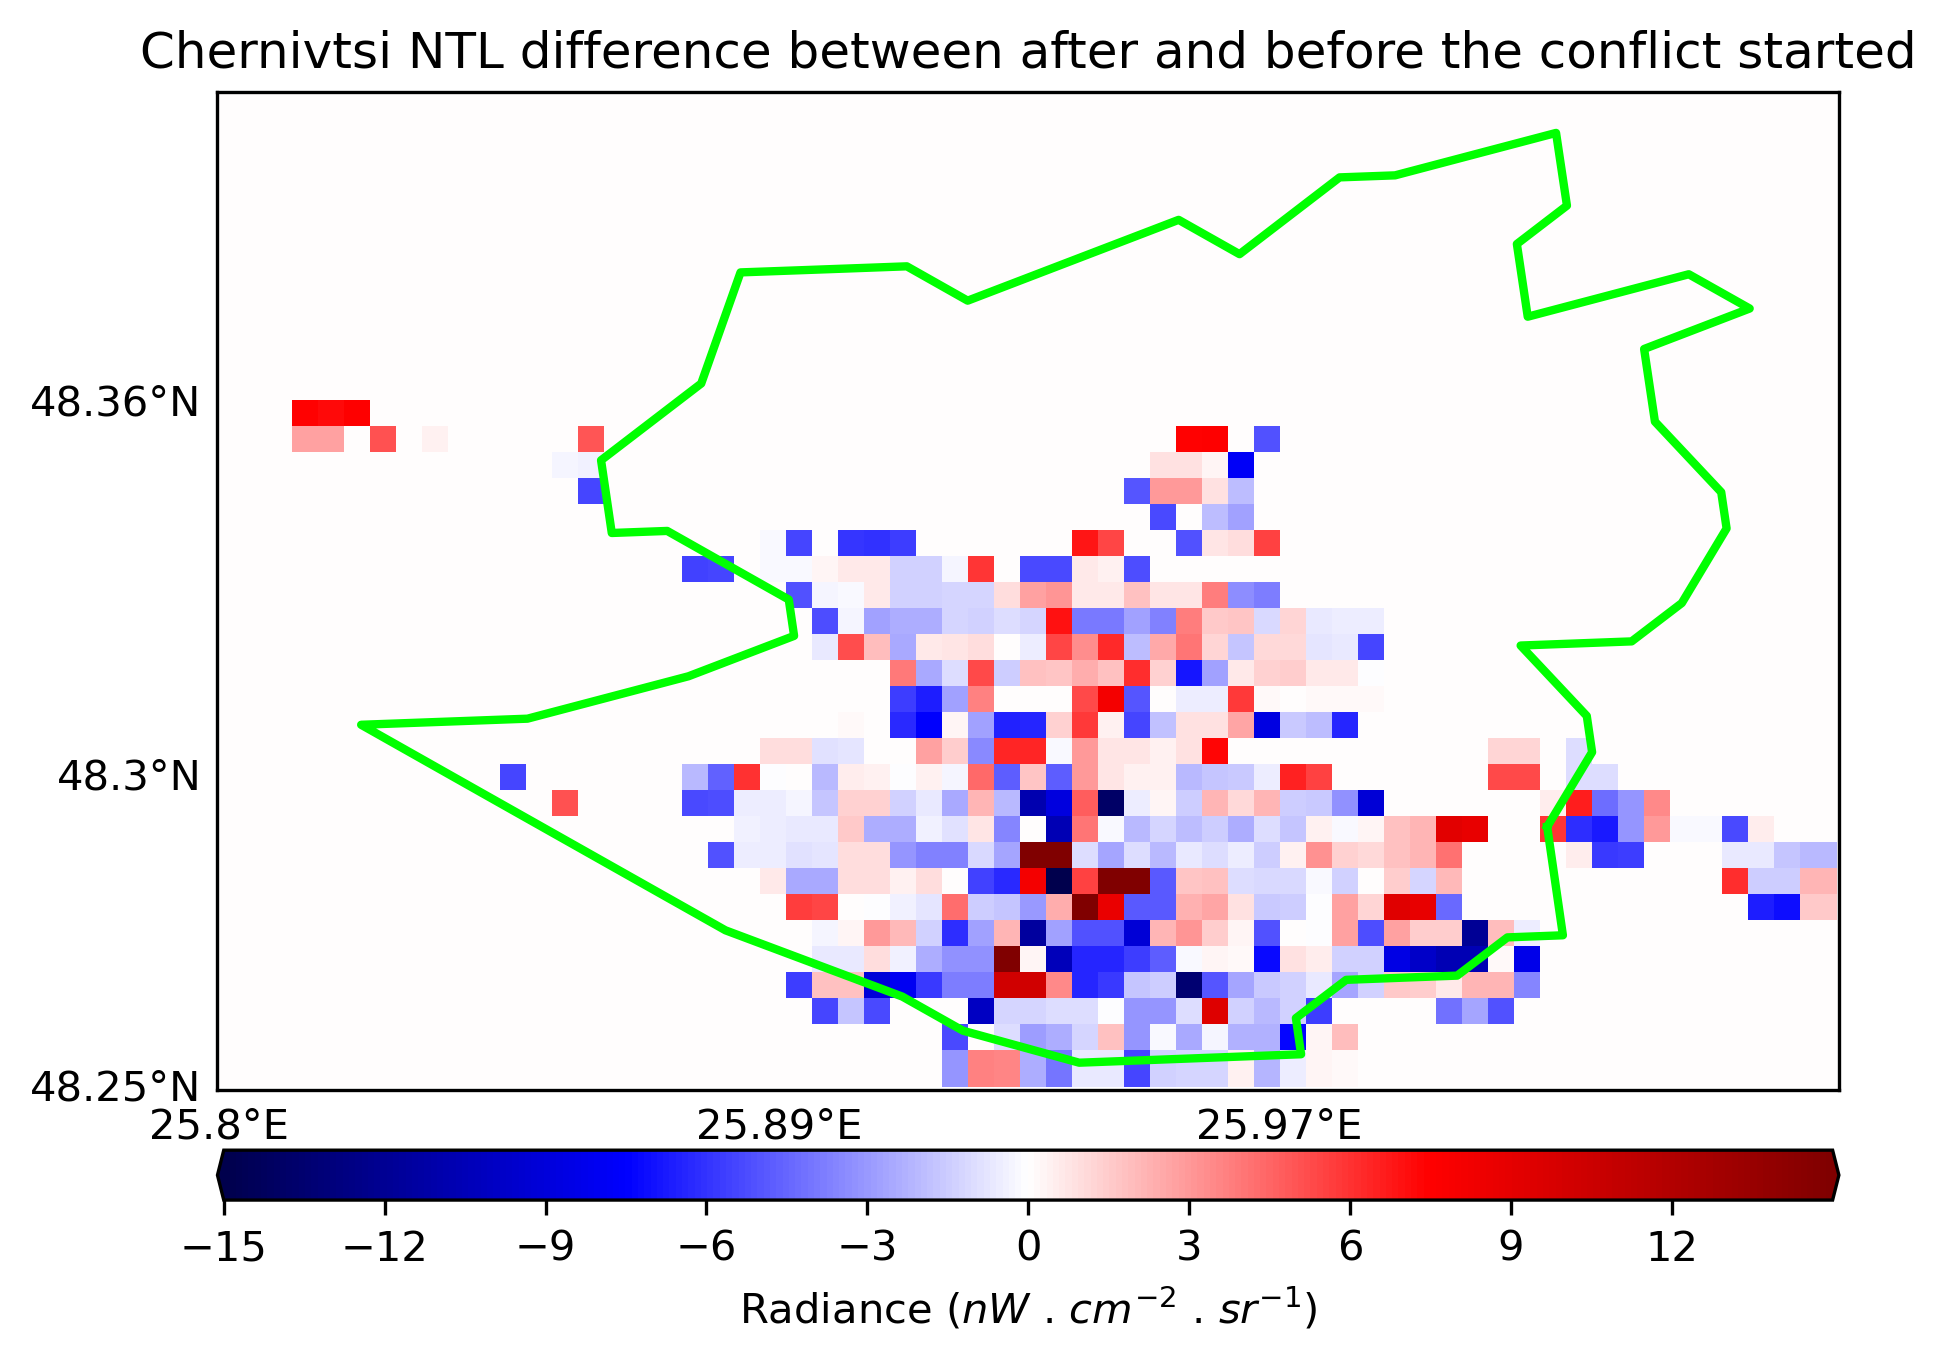 Chernivtsi NTL difference between after and before the conflict started
48.36°N
48.3°N
48.25°N
25.8°E 25.89°E 25.97°E
−15 −12 −9 −6 −3 0 3 6 9 12
Radiance (nW . cm⁻² . sr⁻¹)